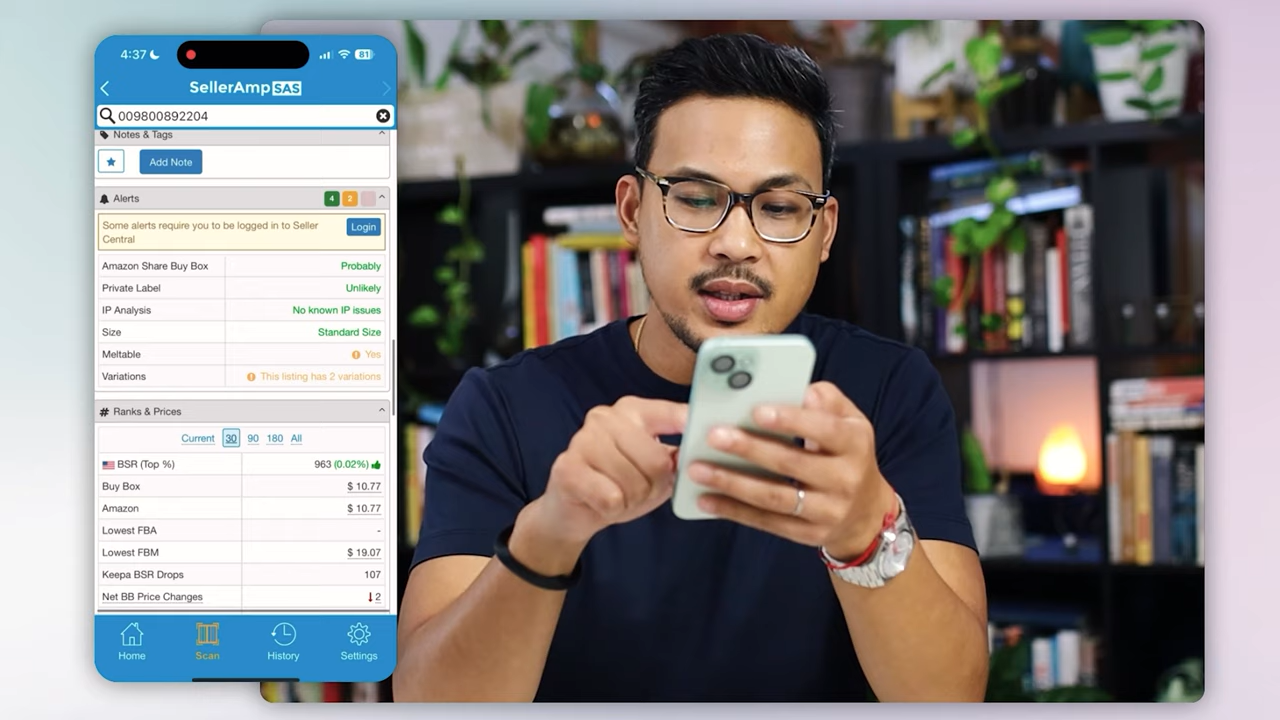 4:37
81
SellerAmp SAS
009800892204
Notes & Tags
Add Note
Alerts
4 2
Some alerts require you to be logged in to Seller
Central
Login
Amazon Share Buy Box Probably
Private Label Unlikely
IP Analysis No known IP issues
Size Standard Size
Meltable Yes
Variations This listing has 2 variations
# Ranks & Prices
Current 30 90 180 All
BSR (Top %) 963 (0.02%)
Buy Box $ 10.77
Amazon $ 10.77
Lowest FBA -
Lowest FBM $ 19.07
Keepa BSR Drops 107
Net BB Price Changes 2
Home Scan History Settings